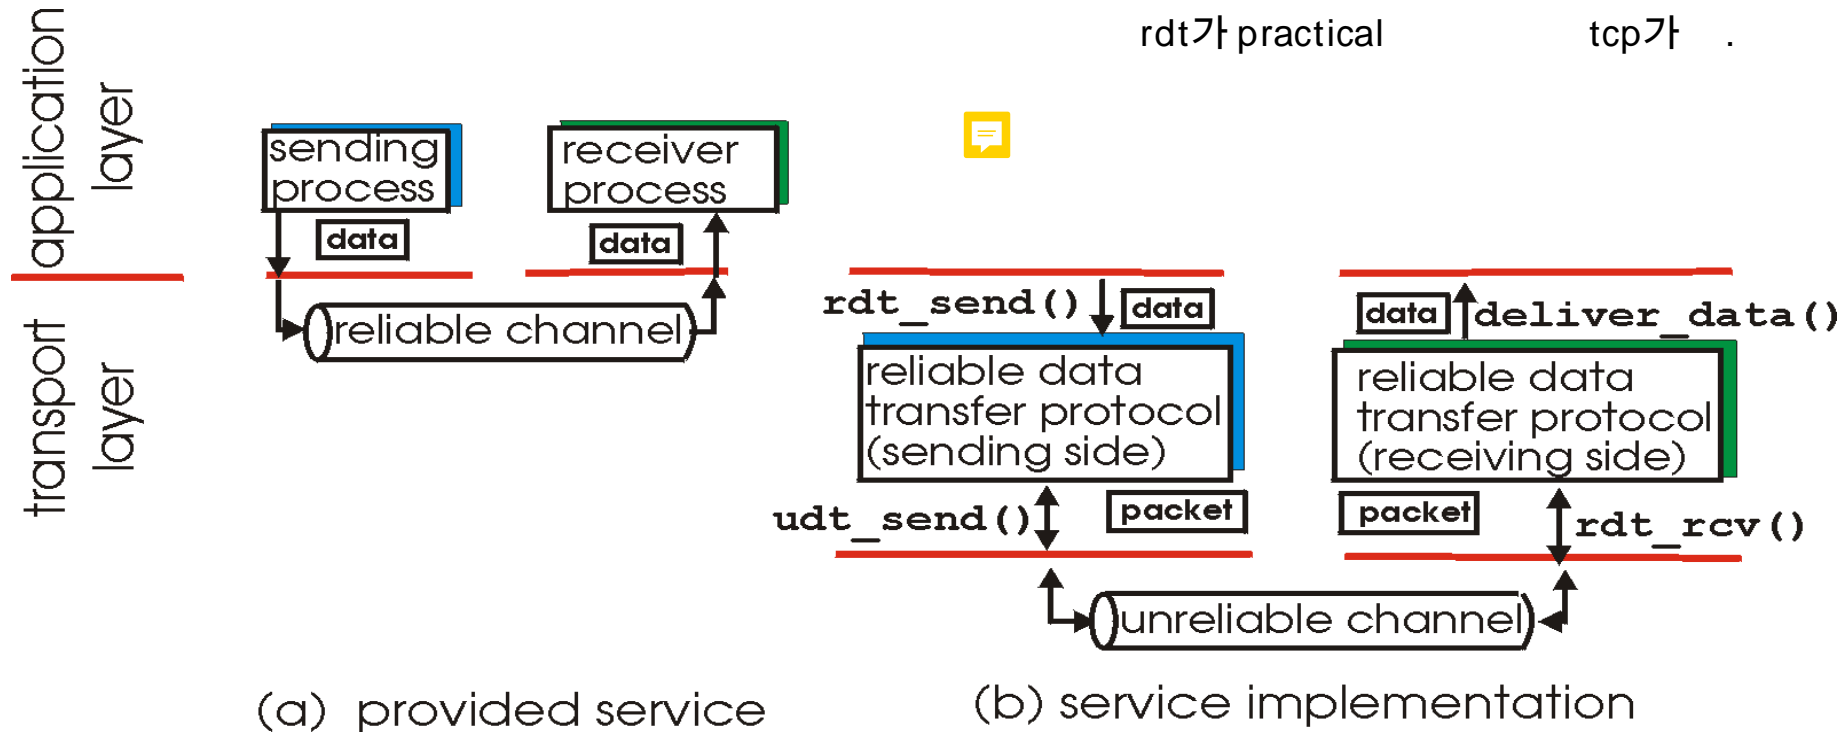 rdt가 practical tcp가 .
application
layer
transport
layer
sending
process
data
receiver
process
data
reliable channel
(a) provided service
rdt_send()
data
reliable data
transfer protocol
(sending side)
udt_send()
packet
data
deliver_data()
reliable data
transfer protocol
(receiving side)
packet
rdt_rcv()
unreliable channel
(b) service implementation